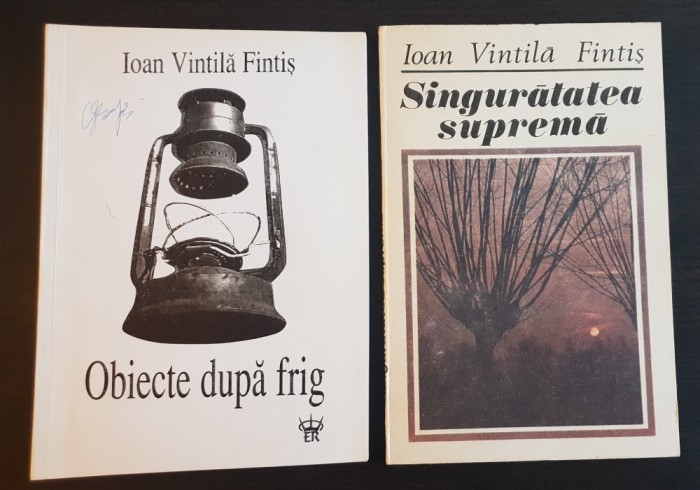 Ioan Vintilă Fintiș
Obiecte după frig
ER
Ioan Vintilă Fintiș
Singurătatea
supremă